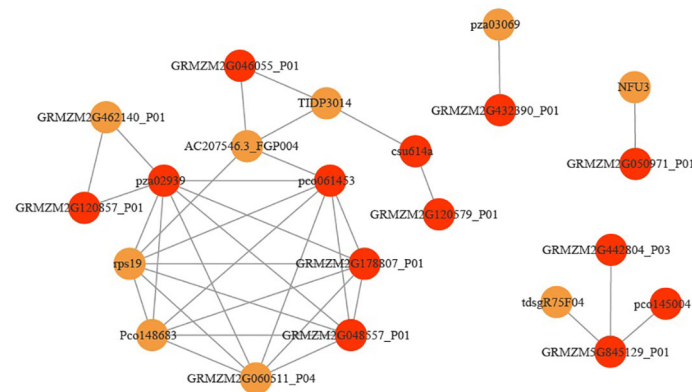 pza03069
GRMZM2G046055_P01
NFU3
TIDP3014
GRMZM2G432390_P01
GRMZM2G462140_P01
AC207546.3_FGP004
csu614a
GRMZM2G050971_P01
pza02939
pco061453
GRMZM2G120857_P01
GRMZM2G120579_P01
GRMZM2G442804_P03
rps19
GRMZM2G178807_P01
tdsgR75F04
pco145004
Pco148683
GRMZM2G048557_P01
GRMZM5G845129_P01
GRMZM2G060511_P04